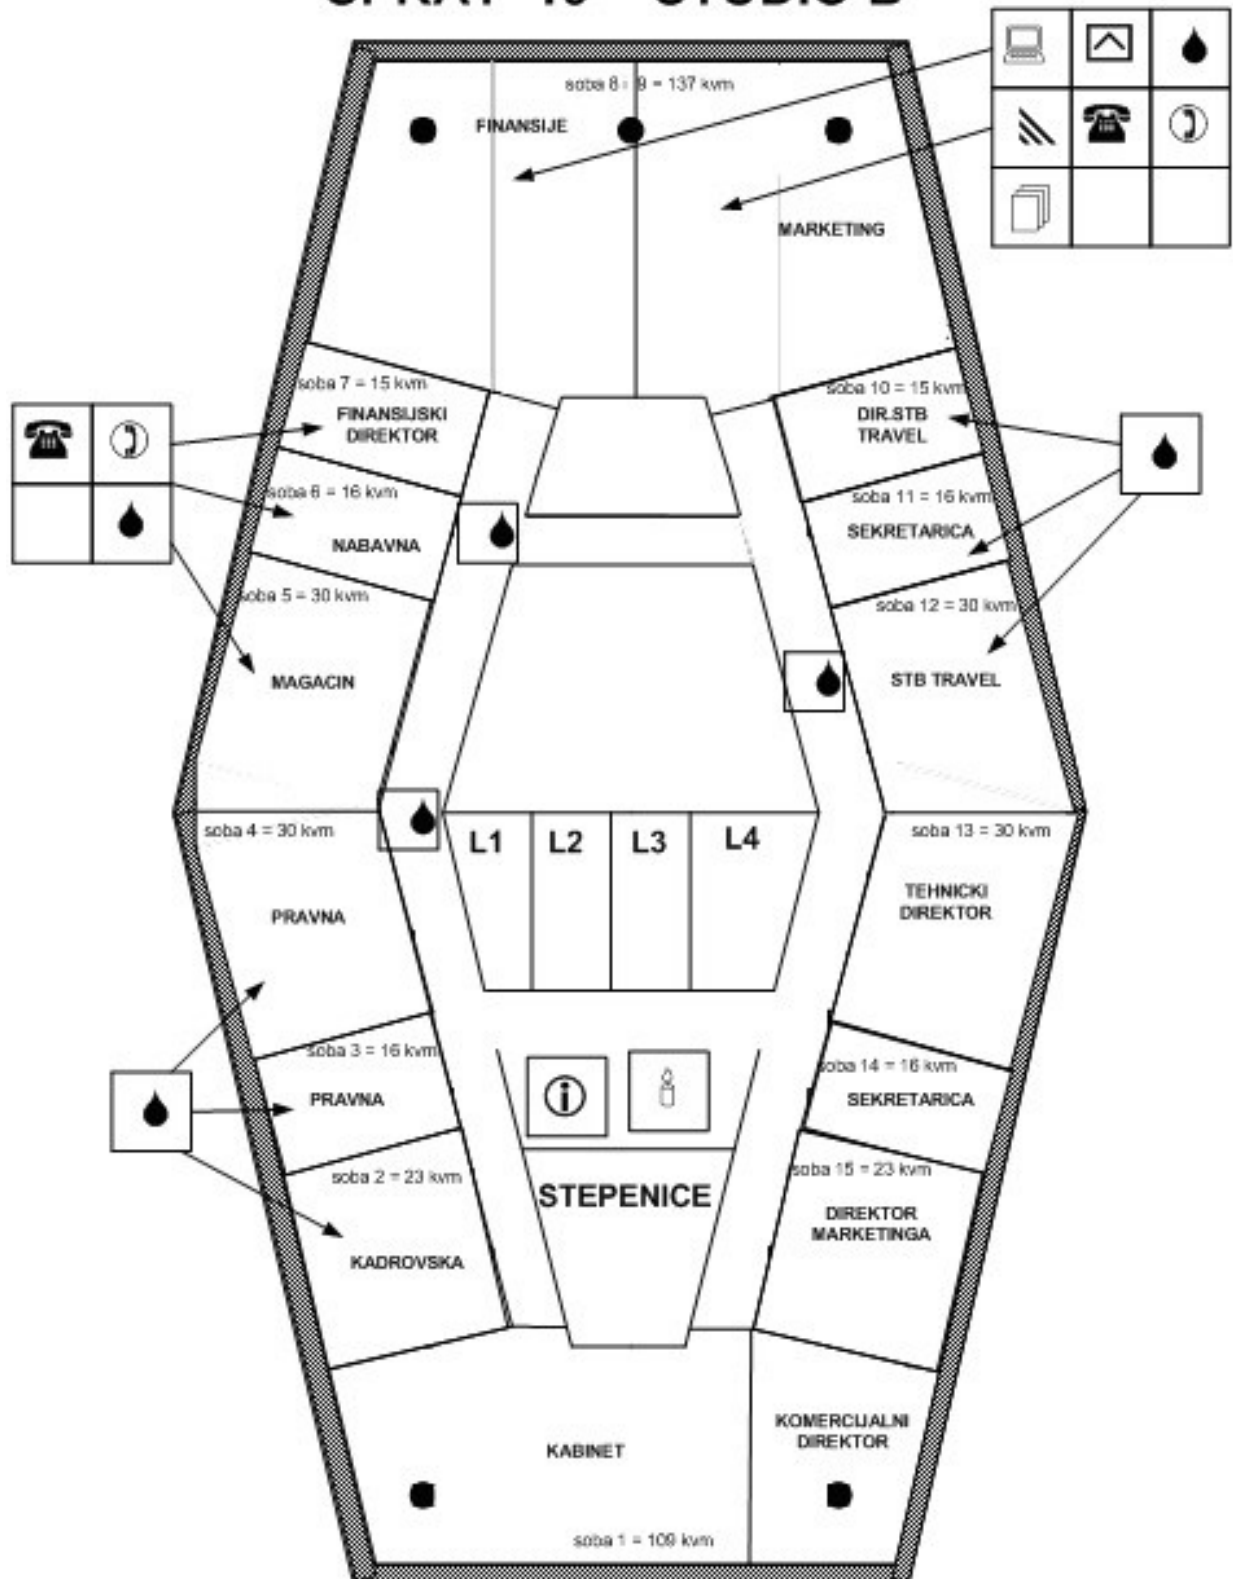 soba 8 i 9 = 137 kvm
FINANSIJE
MARKETING
soba 7 = 15 kvm
FINANSIJSKI
DIREKTOR
soba 10 = 15 kvm
DIR.STB
TRAVEL
soba 6 = 16 kvm
NABAVNA
soba 11 = 16 kvm
SEKRETARICA
soba 5 = 30 kvm
MAGACIN
soba 12 = 30 kvm
STB TRAVEL
soba 4 = 30 kvm
PRAVNA
L1
L2
L3
L4
soba 13 = 30 kvm
TEHNICKI
DIREKTOR
soba 3 = 16 kvm
PRAVNA
soba 14 = 16 kvm
SEKRETARICA
soba 2 = 23 kvm
KADROVSKA
STEPENICE
soba 15 = 23 kvm
DIREKTOR
MARKETINGA
KABINET
KOMERCIJALNI
DIREKTOR
soba 1 = 109 kvm